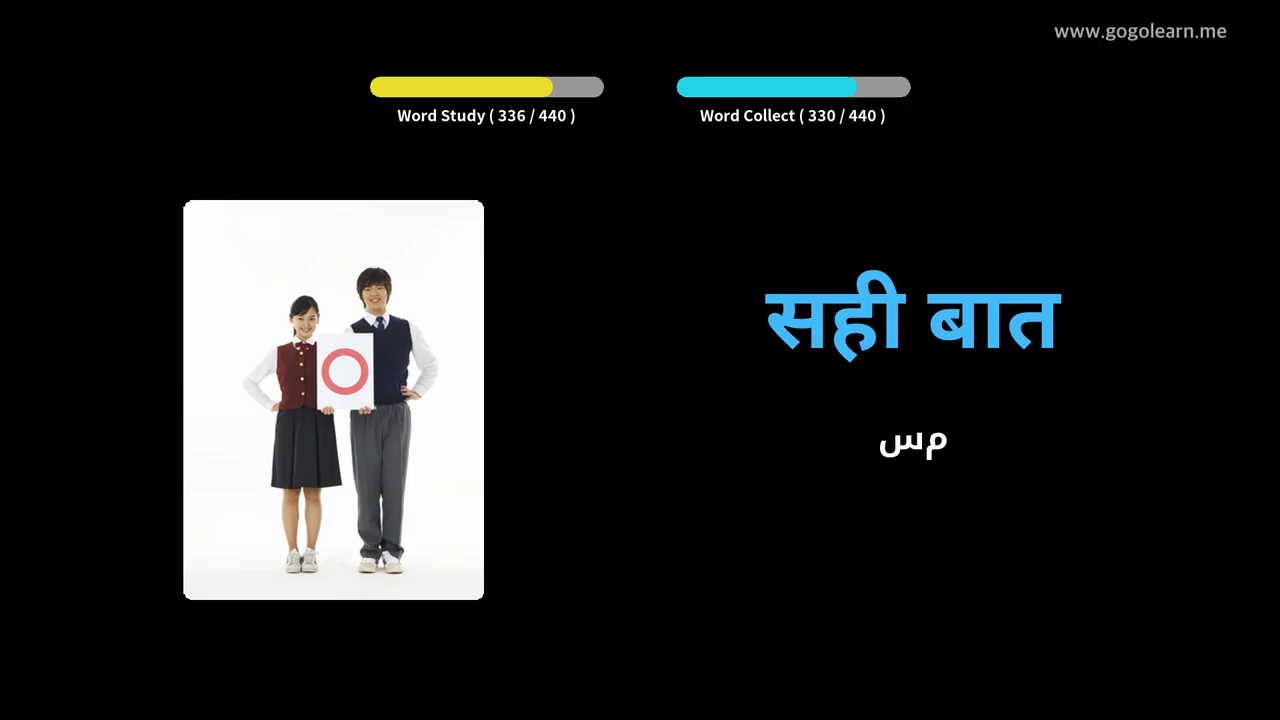 www.gogolearn.me
Word Study ( 336 / 440 )
Word Collect ( 330 / 440 )
सही बात
مس